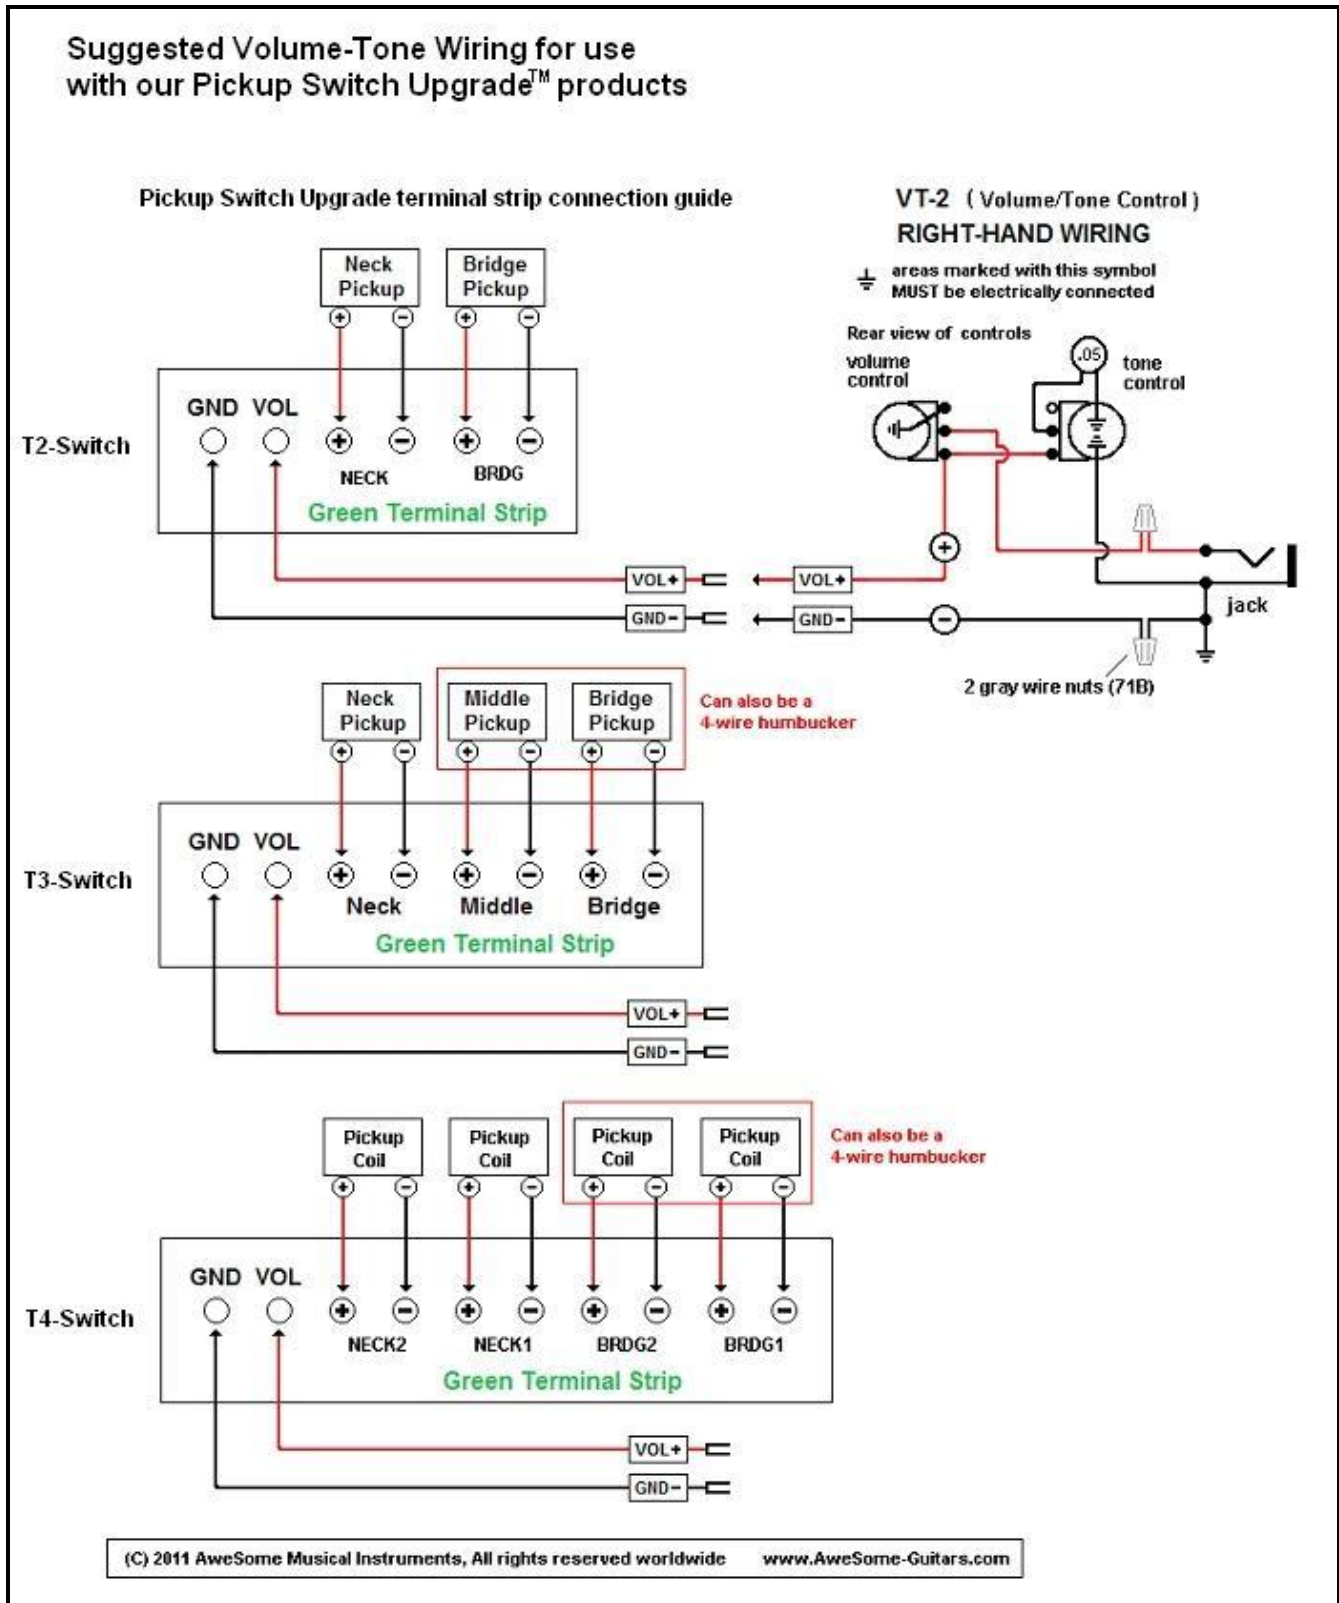 Suggested Volume-Tone Wiring for use
with our Pickup Switch Upgrade™ products
Pickup Switch Upgrade terminal strip connection guide
VT-2 ( Volume/Tone Control )
RIGHT-HAND WIRING
areas marked with this symbol
MUST be electrically connected
Rear view of controls
volume
control
.05
tone
control
Neck
Pickup
Bridge
Pickup
+ − + −
T2-Switch
GND VOL
+ − + −
NECK BRDG
Green Terminal Strip
VOL+
GND−
VOL+
GND−
+
−
jack
2 gray wire nuts (71B)
Neck
Pickup
Middle
Pickup
Bridge
Pickup
+ − + − + −
Can also be a
4-wire humbucker
T3-Switch
GND VOL
+ − + − + −
Neck Middle Bridge
Green Terminal Strip
VOL+
GND−
Pickup
Coil
Pickup
Coil
Pickup
Coil
Pickup
Coil
+ − + − + − + −
Can also be a
4-wire humbucker
T4-Switch
GND VOL
+ − + − + − + −
NECK2 NECK1 BRDG2 BRDG1
Green Terminal Strip
VOL+
GND−
(C) 2011 AweSome Musical Instruments, All rights reserved worldwide www.AweSome-Guitars.com